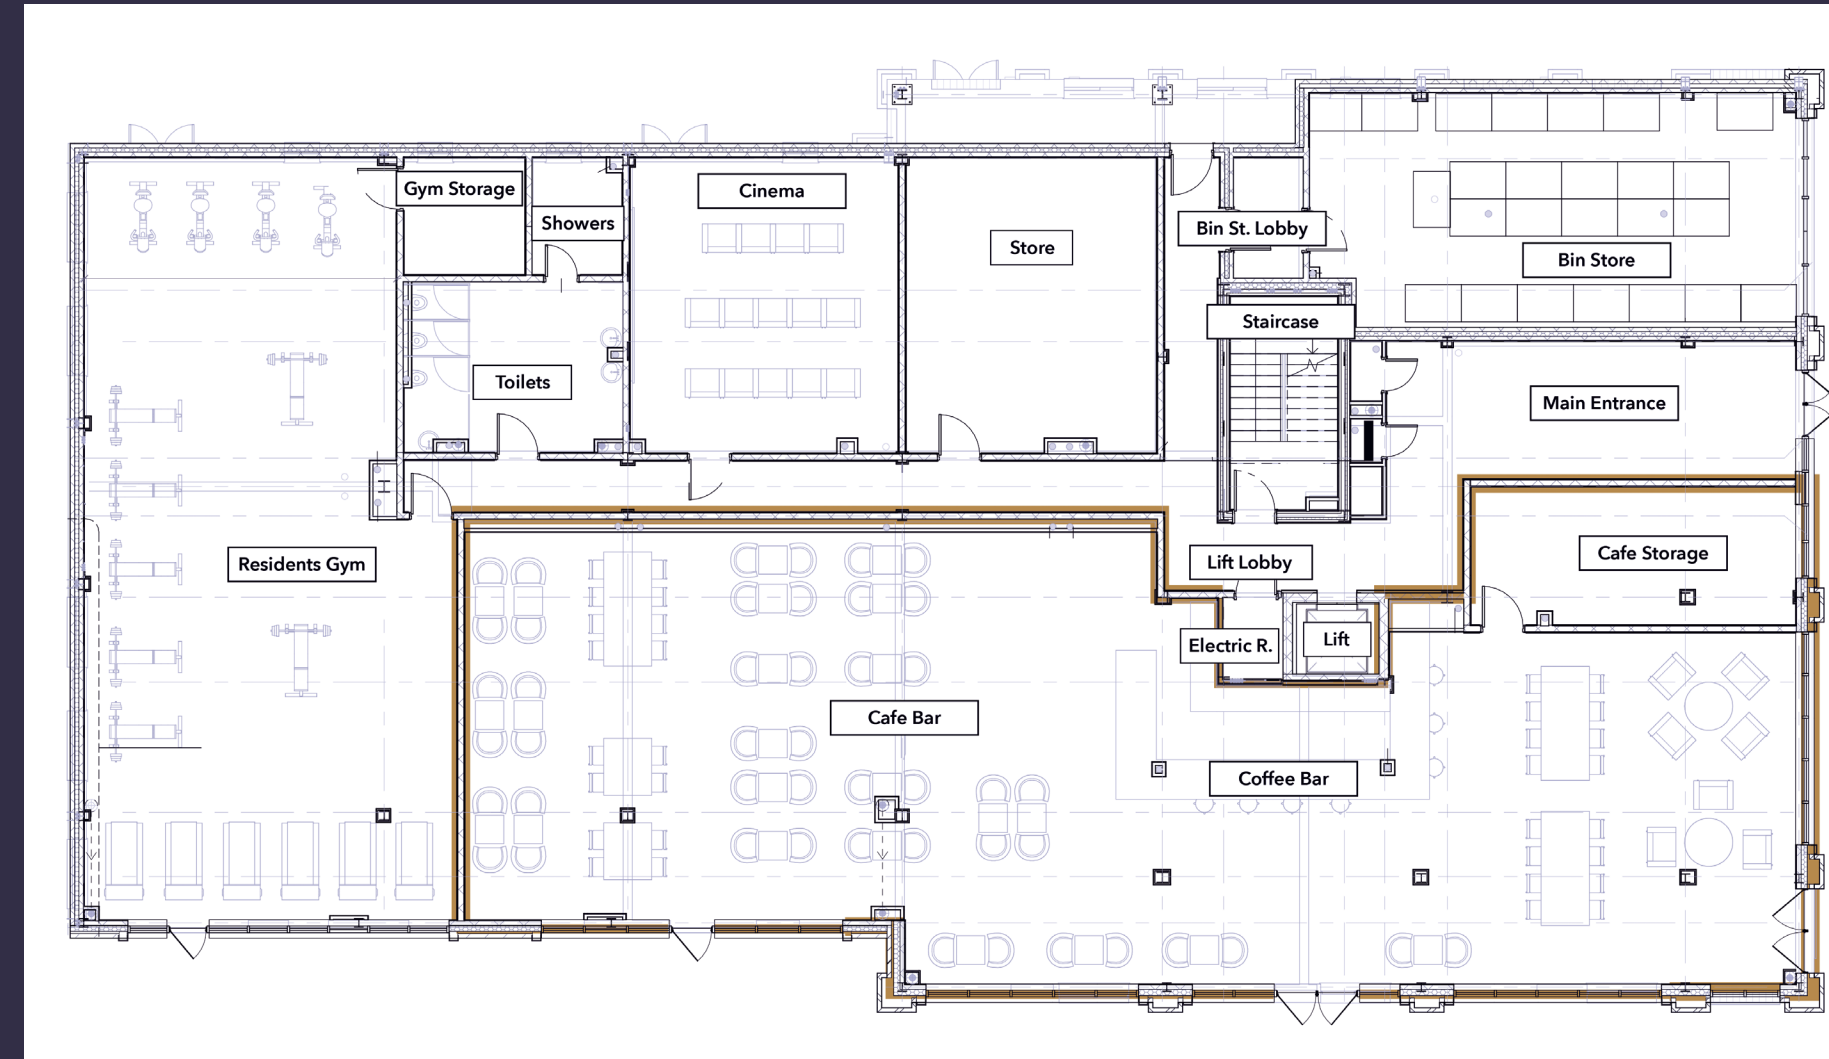 Gym Storage
Cinema
Showers
Bin St. Lobby
Store
Bin Store
Staircase
Toilets
Main Entrance
Residents Gym
Lift Lobby
Cafe Storage
Electric R.
Lift
Cafe Bar
Coffee Bar